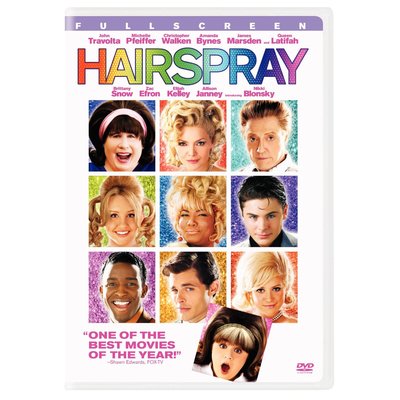 FULLSCREEN
John Travolta Michelle Pfeiffer Christopher Walken Amanda Bynes James Marsden and Queen Latifah
HAIRSPRAY
Brittany Snow Zac Efron Elijah Kelley Allison Janney Introducing Nikki Blonsky
"ONE OF THE
BEST MOVIES
OF THE YEAR!"
–Shawn Edwards, FOX-TV
DVD